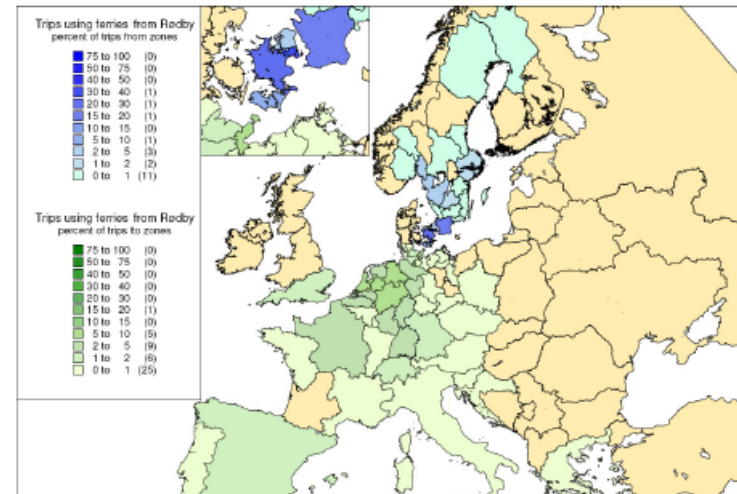 Trips using ferries from Rødby
percent of trips from zones
75 to 100 (0)
50 to 75 (0)
40 to 50 (0)
30 to 40 (1)
20 to 30 (1)
15 to 20 (1)
10 to 15 (0)
5 to 10 (1)
2 to 5 (3)
1 to 2 (2)
0 to 1 (11)
Trips using ferries from Rødby
percent of trips to zones
75 to 100 (0)
50 to 75 (0)
40 to 50 (0)
30 to 40 (0)
20 to 30 (0)
15 to 20 (1)
10 to 15 (0)
5 to 10 (5)
2 to 5 (9)
1 to 2 (6)
0 to 1 (25)